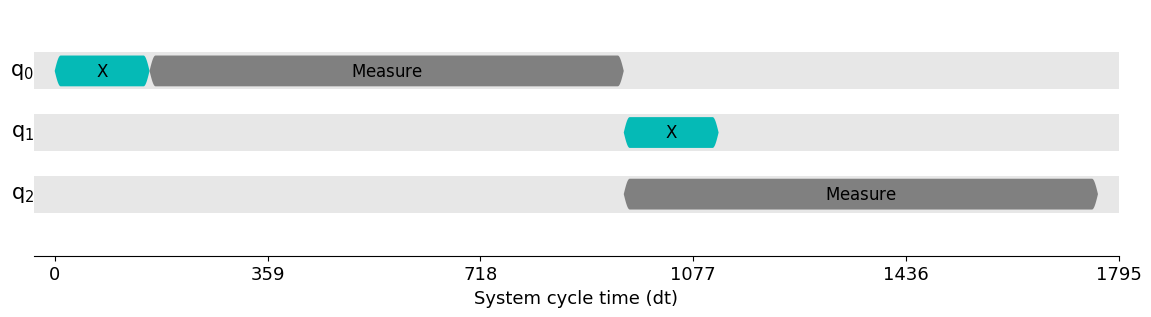 q0 X Measure
q1 X
q2 Measure
0 359 718 1077 1436 1795
System cycle time (dt)